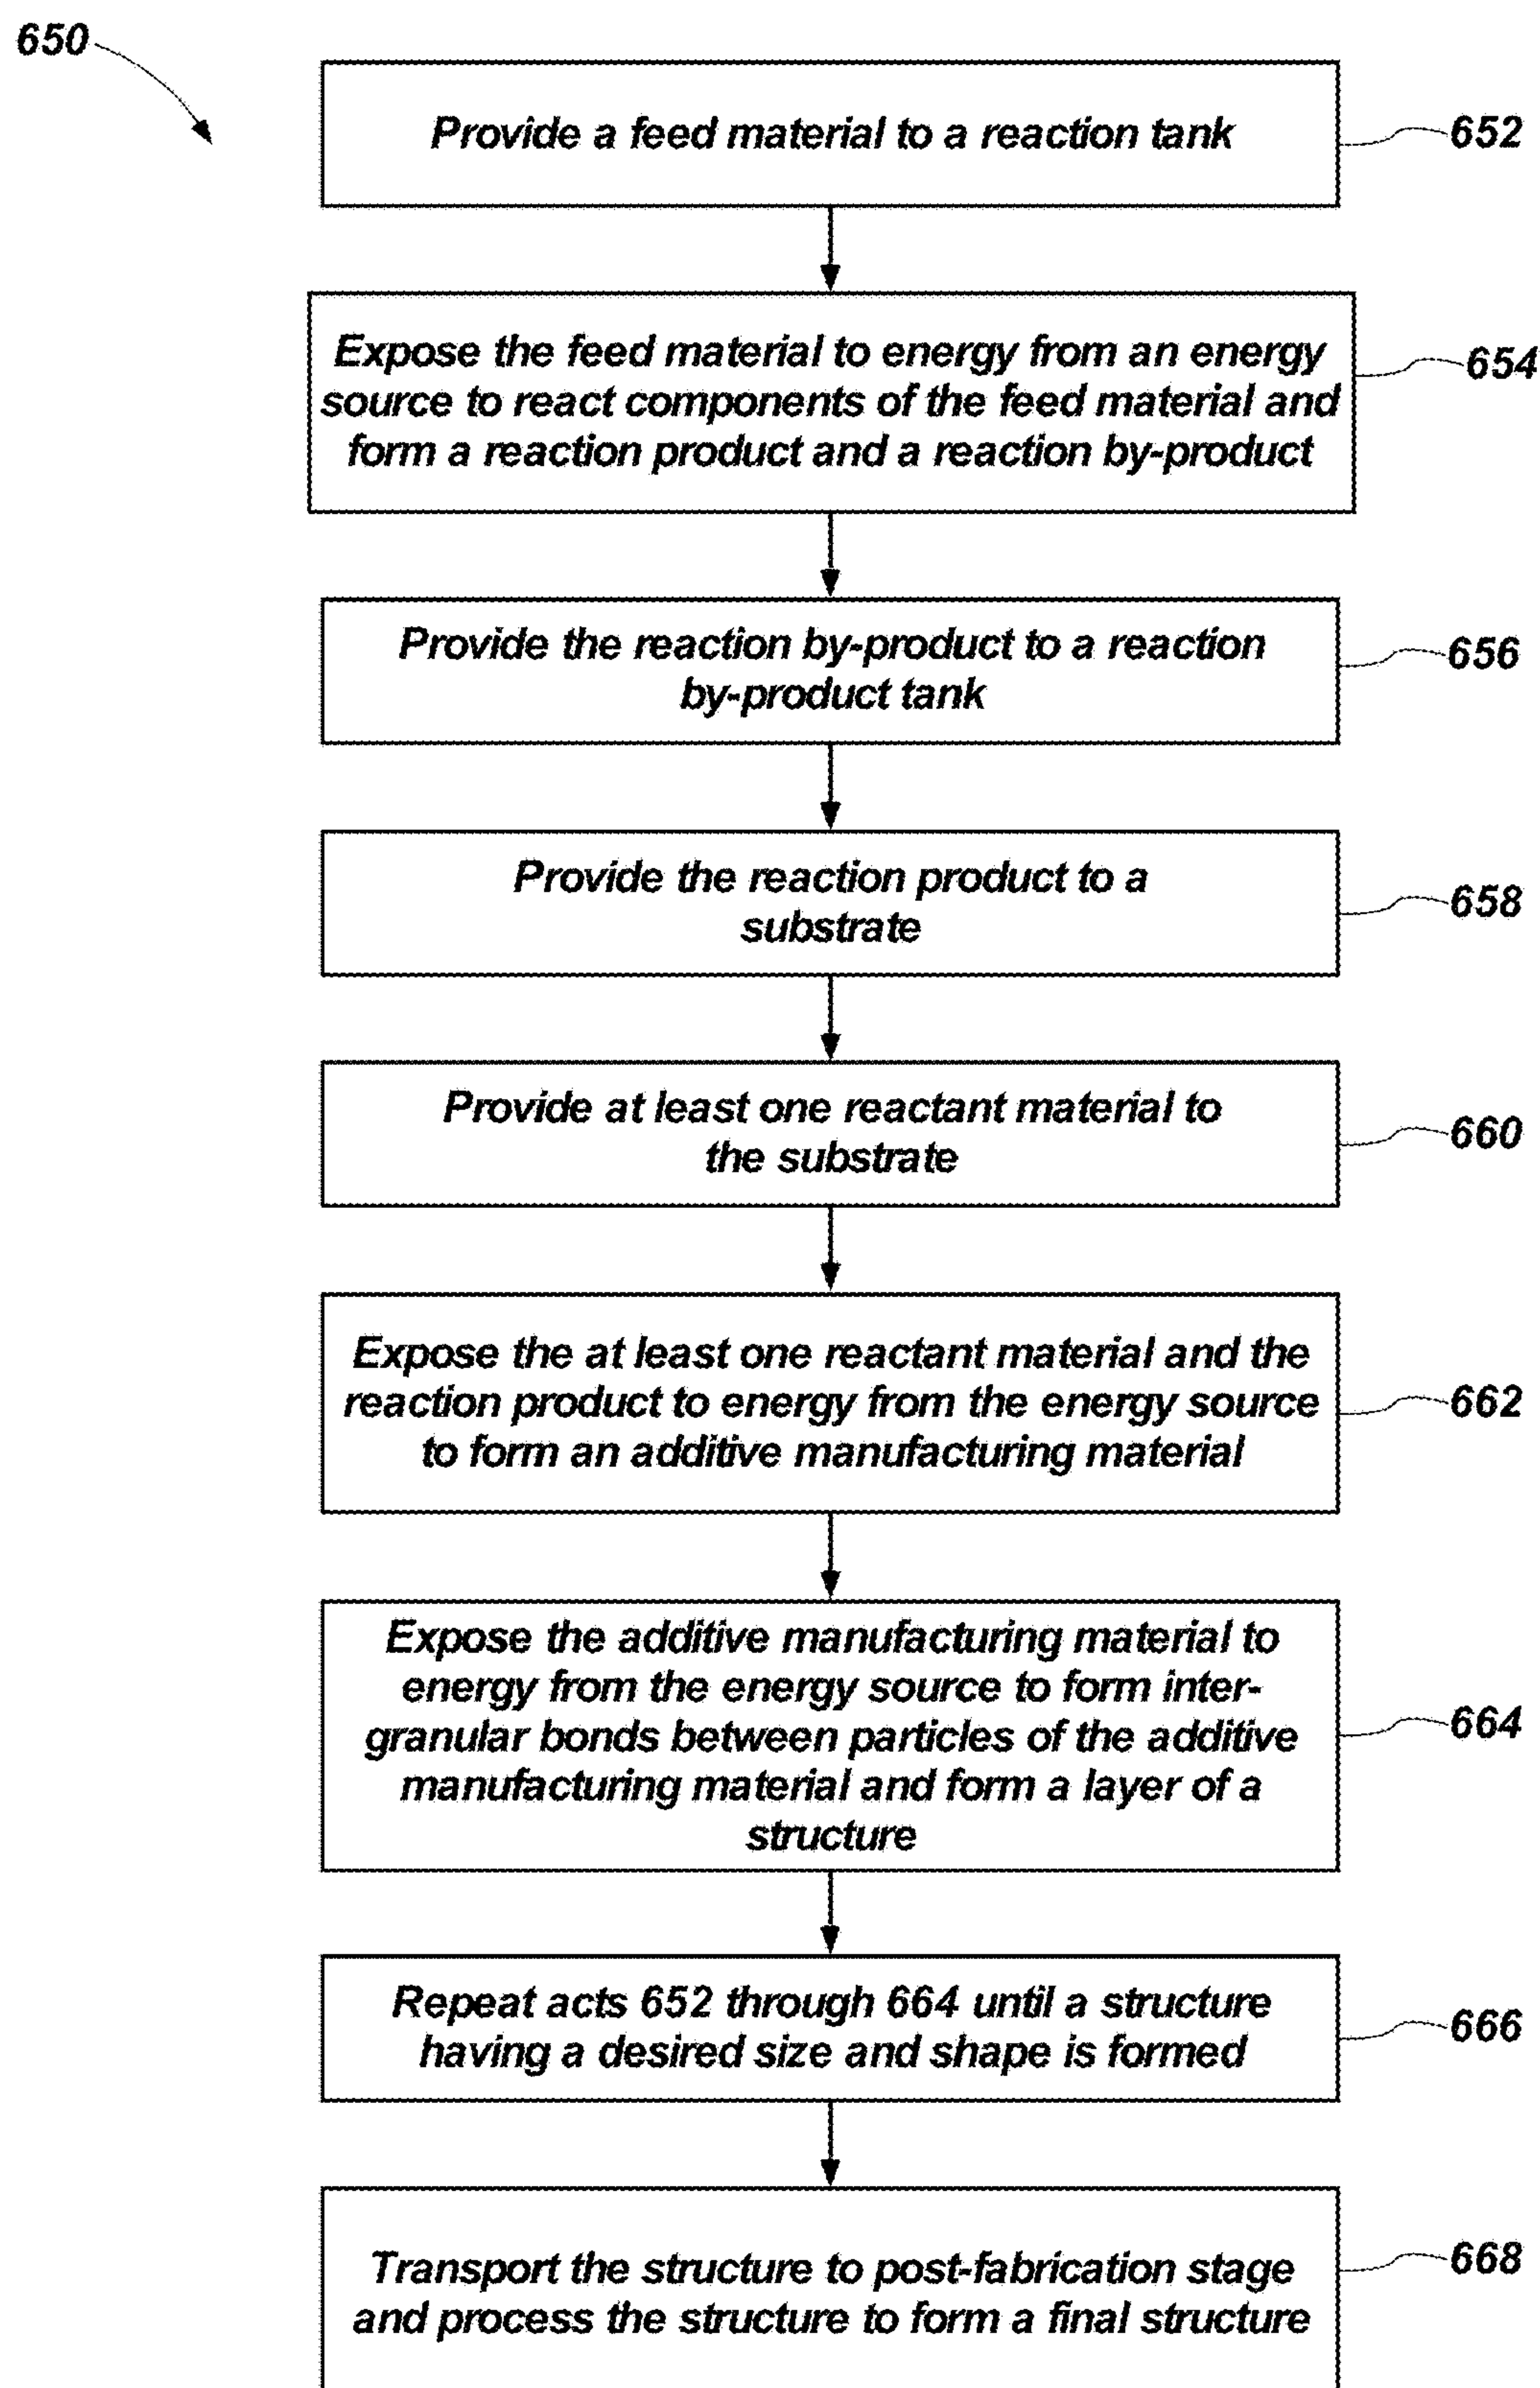 650
Provide a feed material to a reaction tank
652
Expose the feed material to energy from an energy
source to react components of the feed material and
form a reaction product and a reaction by-product
654
Provide the reaction by-product to a reaction
by-product tank
656
Provide the reaction product to a
substrate
658
Provide at least one reactant material to
the substrate
660
Expose the at least one reactant material and the
reaction product to energy from the energy source
to form an additive manufacturing material
662
Expose the additive manufacturing material to
energy from the energy source to form inter-
granular bonds between particles of the additive
manufacturing material and form a layer of a
structure
664
Repeat acts 652 through 664 until a structure
having a desired size and shape is formed
666
Transport the structure to post-fabrication stage
and process the structure to form a final structure
668